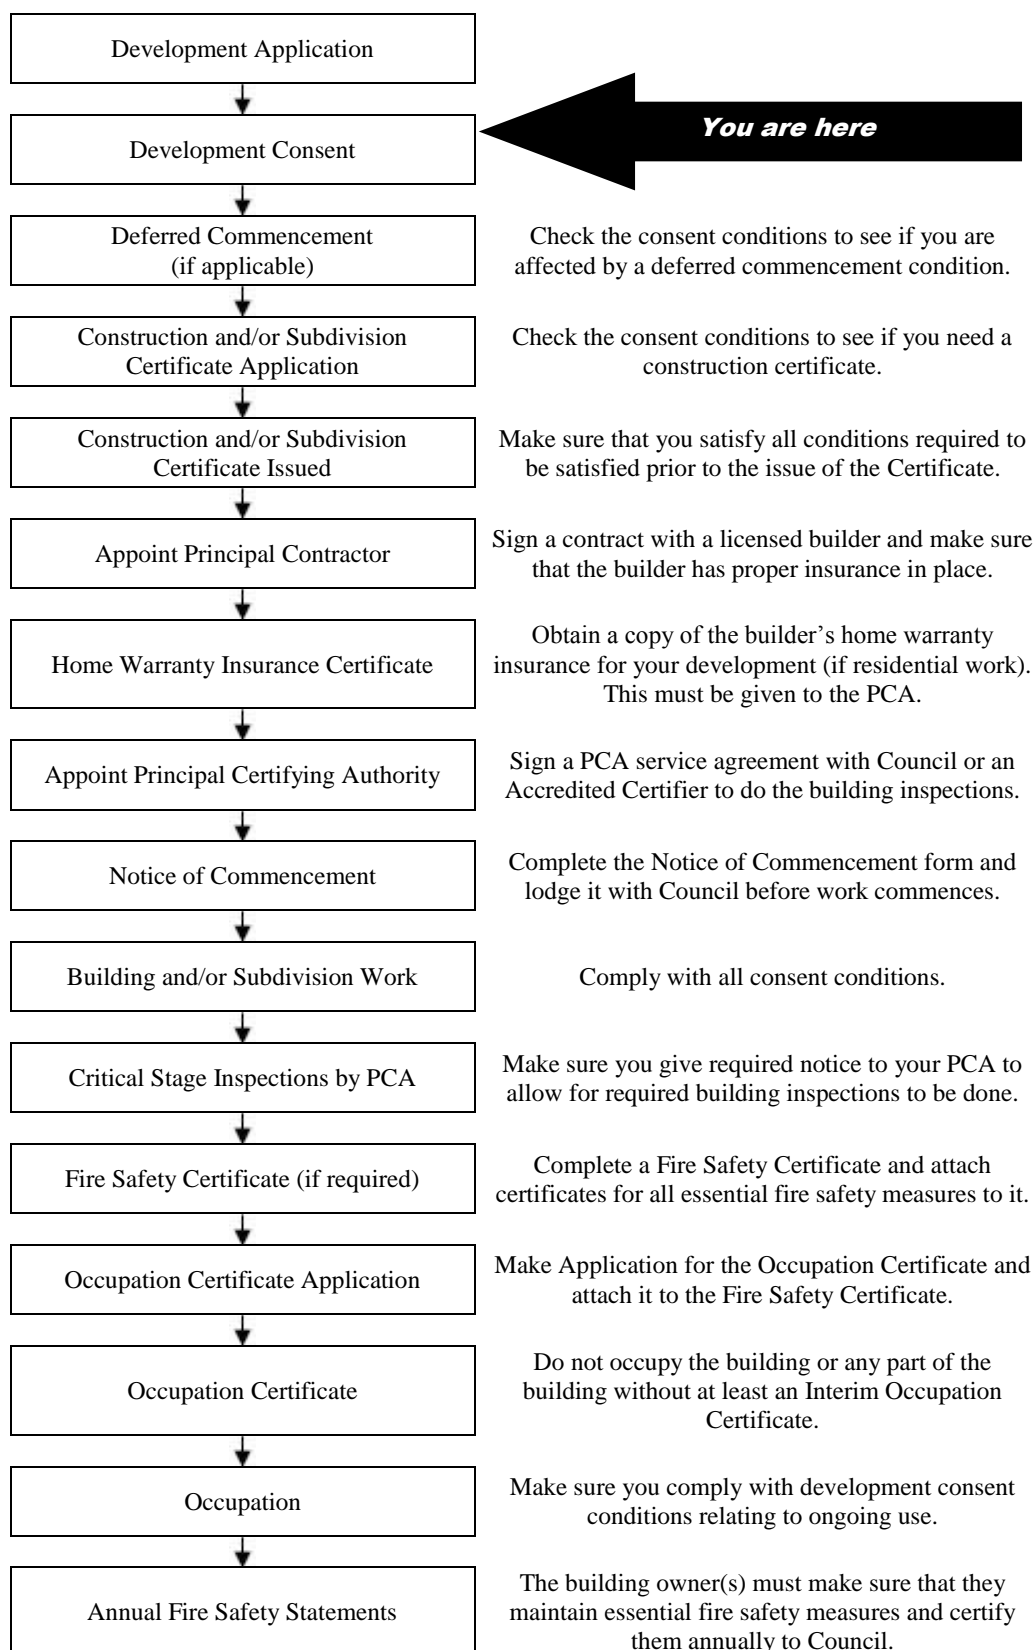 Development Application
Development Consent
You are here
Deferred Commencement
(if applicable)
Check the consent conditions to see if you are
affected by a deferred commencement condition.
Construction and/or Subdivision
Certificate Application
Check the consent conditions to see if you need a
construction certificate.
Construction and/or Subdivision
Certificate Issued
Make sure that you satisfy all conditions required to
be satisfied prior to the issue of the Certificate.
Appoint Principal Contractor
Sign a contract with a licensed builder and make sure
that the builder has proper insurance in place.
Home Warranty Insurance Certificate
Obtain a copy of the builder’s home warranty
insurance for your development (if residential work).
This must be given to the PCA.
Appoint Principal Certifying Authority
Sign a PCA service agreement with Council or an
Accredited Certifier to do the building inspections.
Notice of Commencement
Complete the Notice of Commencement form and
lodge it with Council before work commences.
Building and/or Subdivision Work
Comply with all consent conditions.
Critical Stage Inspections by PCA
Make sure you give required notice to your PCA to
allow for required building inspections to be done.
Fire Safety Certificate (if required)
Complete a Fire Safety Certificate and attach
certificates for all essential fire safety measures to it.
Occupation Certificate Application
Make Application for the Occupation Certificate and
attach it to the Fire Safety Certificate.
Occupation Certificate
Do not occupy the building or any part of the
building without at least an Interim Occupation
Certificate.
Occupation
Make sure you comply with development consent
conditions relating to ongoing use.
Annual Fire Safety Statements
The building owner(s) must make sure that they
maintain essential fire safety measures and certify
them annually to Council.